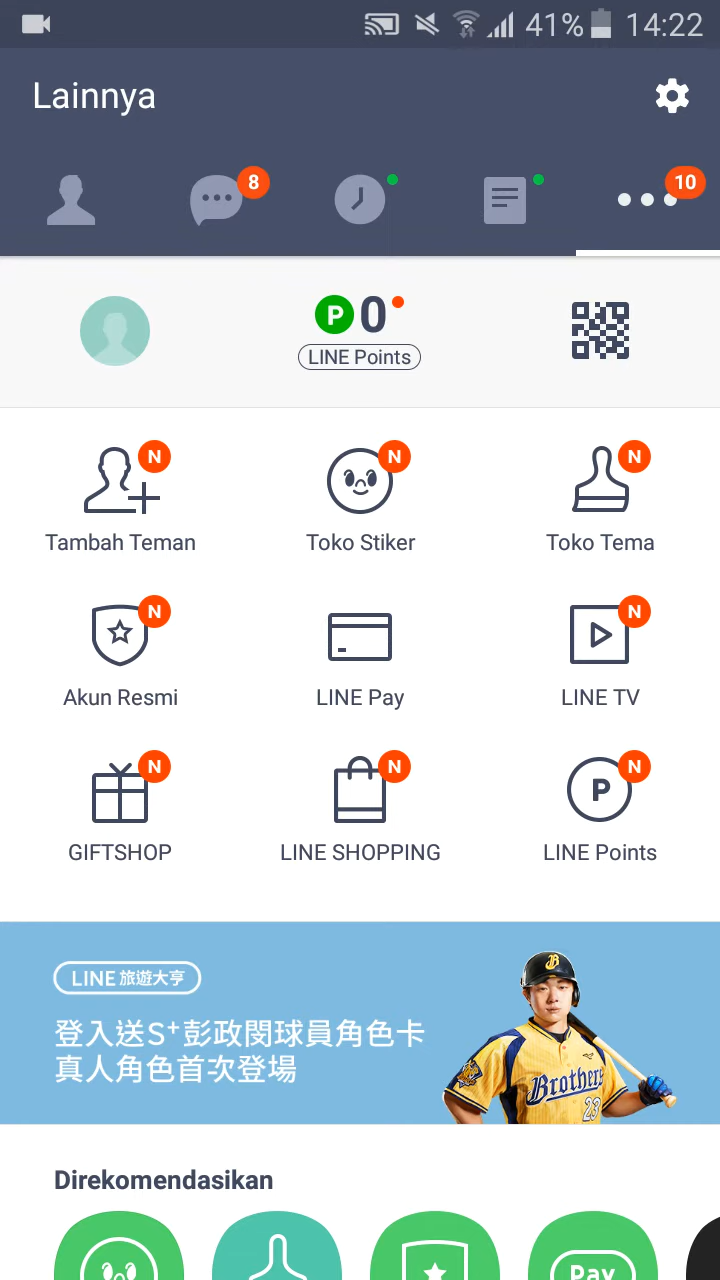 41% 14:22
Lainnya
8
10
P 0
LINE Points
N
N
N
Tambah Teman
Toko Stiker
Toko Tema
N
N
Akun Resmi
LINE Pay
LINE TV
N
N
P N
GIFTSHOP
LINE SHOPPING
LINE Points
LINE 旅遊大亨
登入送S⁺彭政閔球員角色卡
真人角色首次登場
B
Brothers
23
Direkomendasikan
Pay